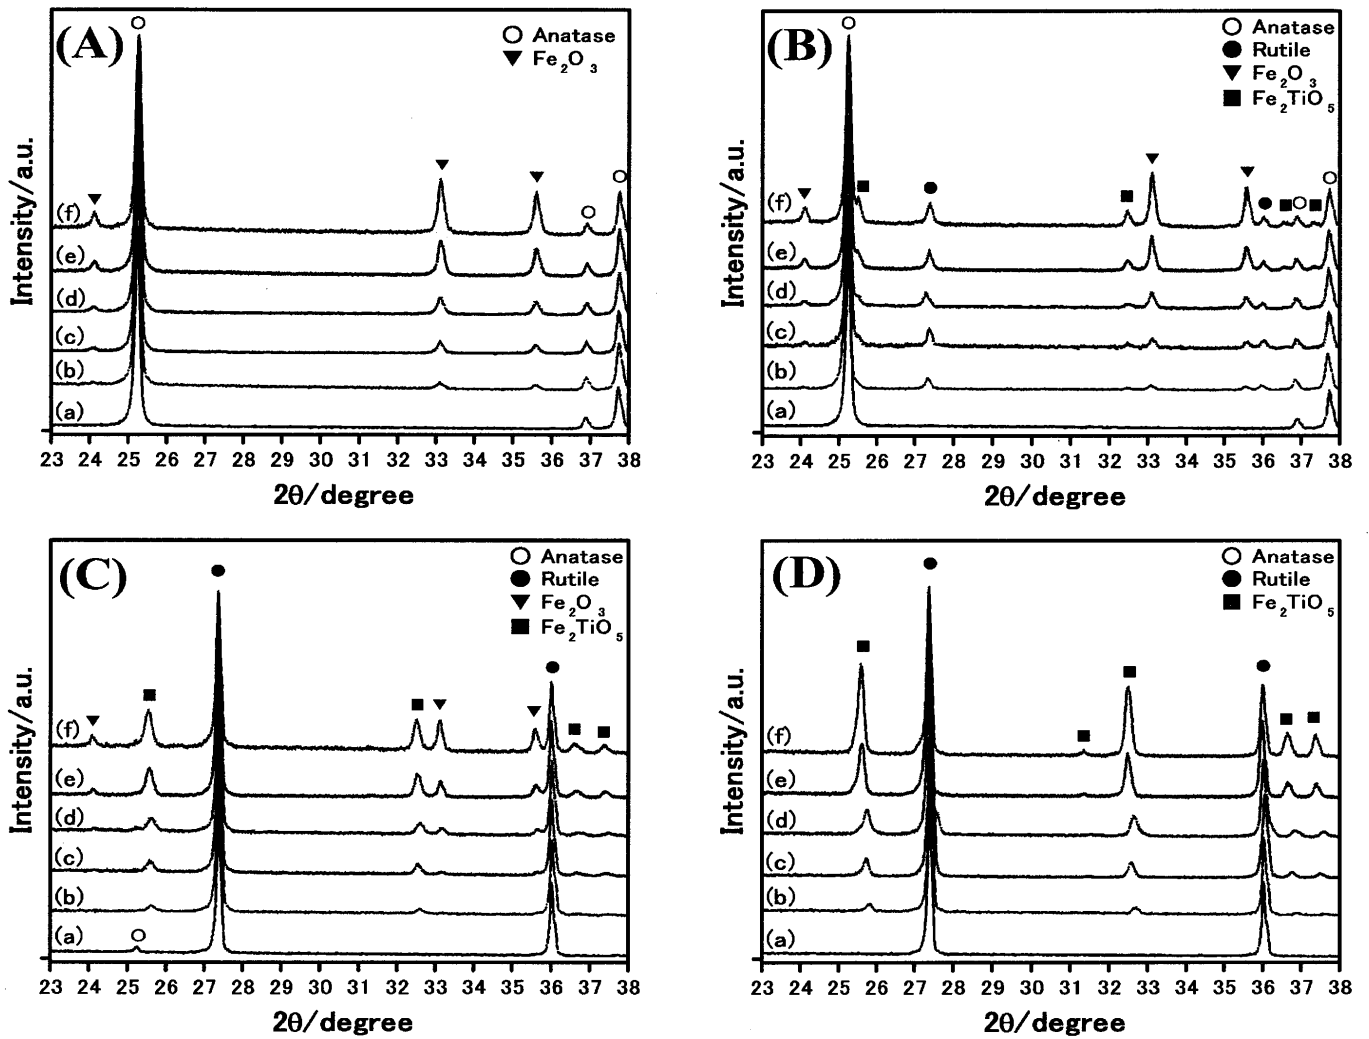 (A)
Anatase
Fe2O3
Intensity/a.u.
(f)
(e)
(d)
(c)
(b)
(a)
23 24 25 26 27 28 29 30 31 32 33 34 35 36 37 38
2θ/degree
(B)
Anatase
Rutile
Fe2O3
Fe2TiO5
Intensity/a.u.
(f)
(e)
(d)
(c)
(b)
(a)
23 24 25 26 27 28 29 30 31 32 33 34 35 36 37 38
2θ/degree
(C)
Anatase
Rutile
Fe2O3
Fe2TiO5
Intensity/a.u.
(f)
(e)
(d)
(c)
(b)
(a)
23 24 25 26 27 28 29 30 31 32 33 34 35 36 37 38
2θ/degree
(D)
Anatase
Rutile
Fe2TiO5
Intensity/a.u.
(f)
(e)
(d)
(c)
(b)
(a)
23 24 25 26 27 28 29 30 31 32 33 34 35 36 37 38
2θ/degree